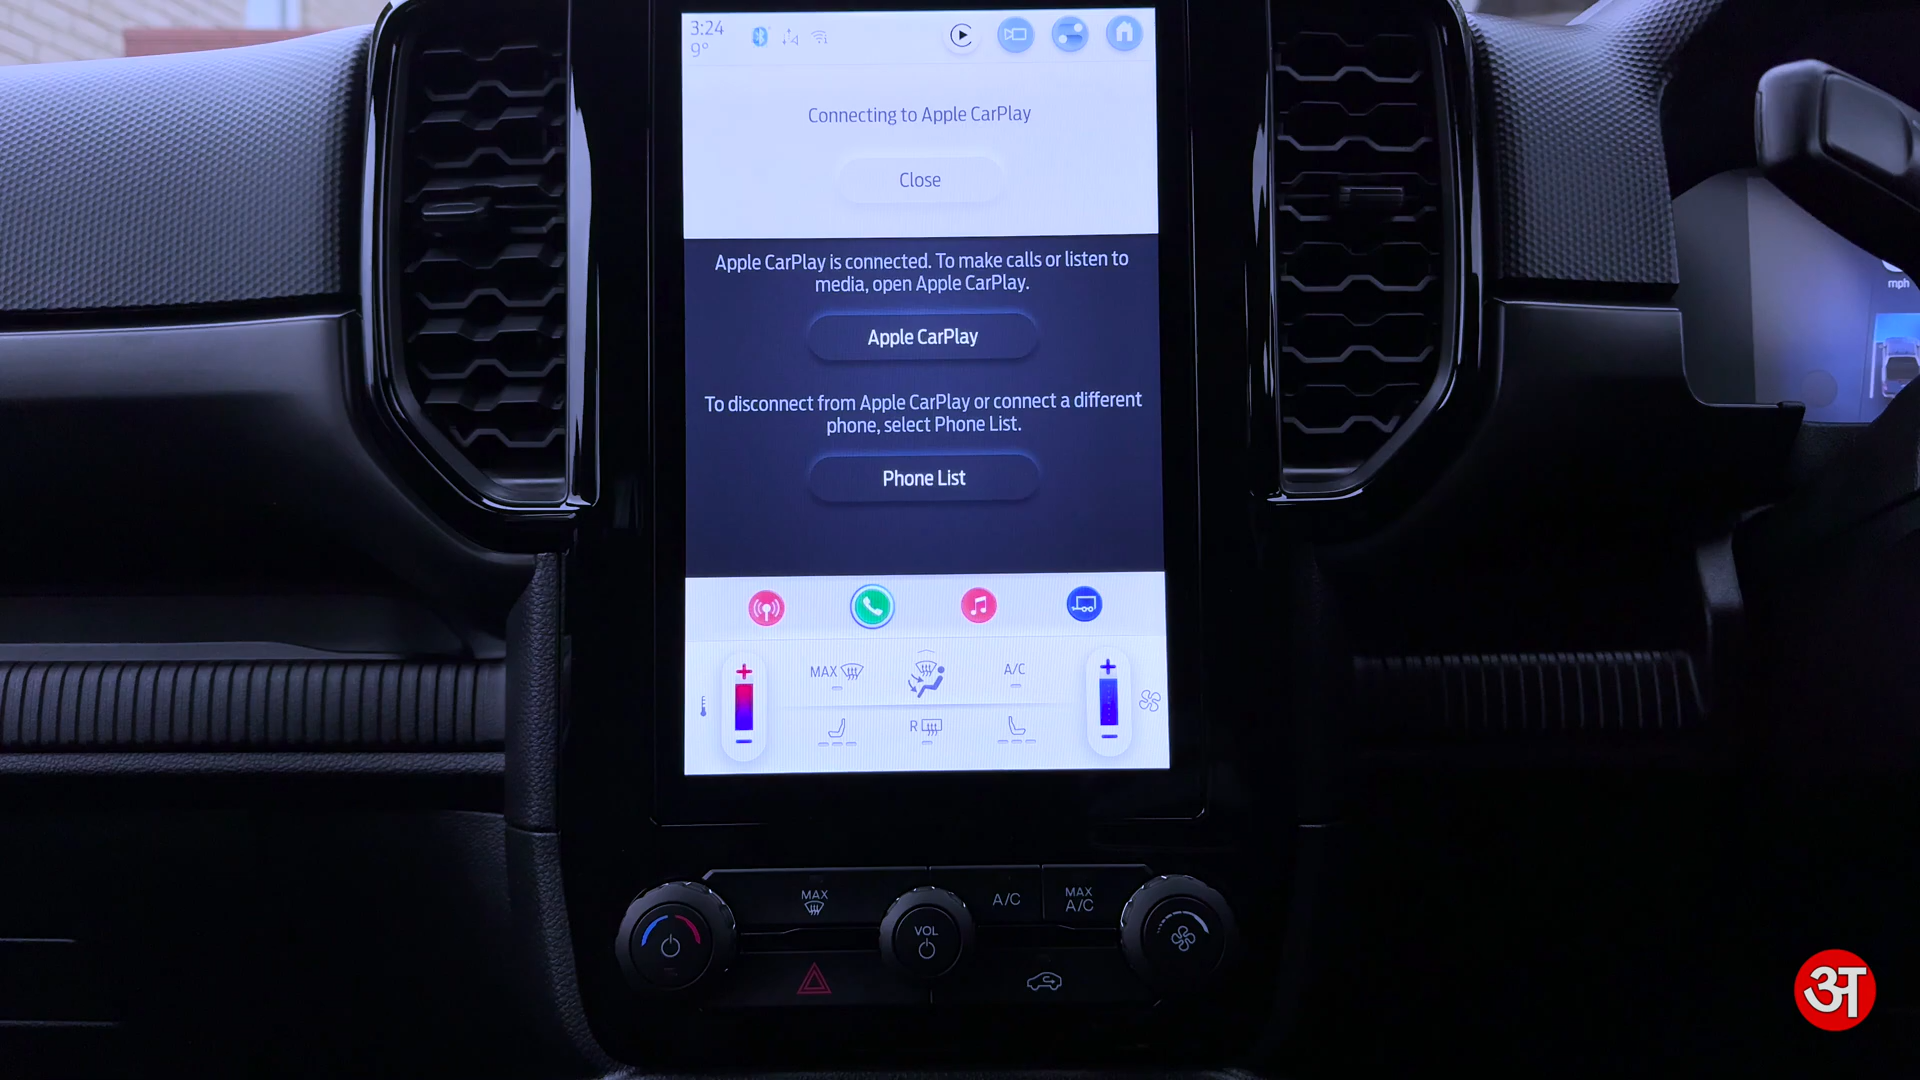 3:24
9°
Connecting to Apple CarPlay
Close
Apple CarPlay is connected. To make calls or listen to
media, open Apple CarPlay.
Apple CarPlay
To disconnect from Apple CarPlay or connect a different
phone, select Phone List.
Phone List
MAX
A/C
R
mph
MAX
VOL
A/C
MAX
A/C
अT